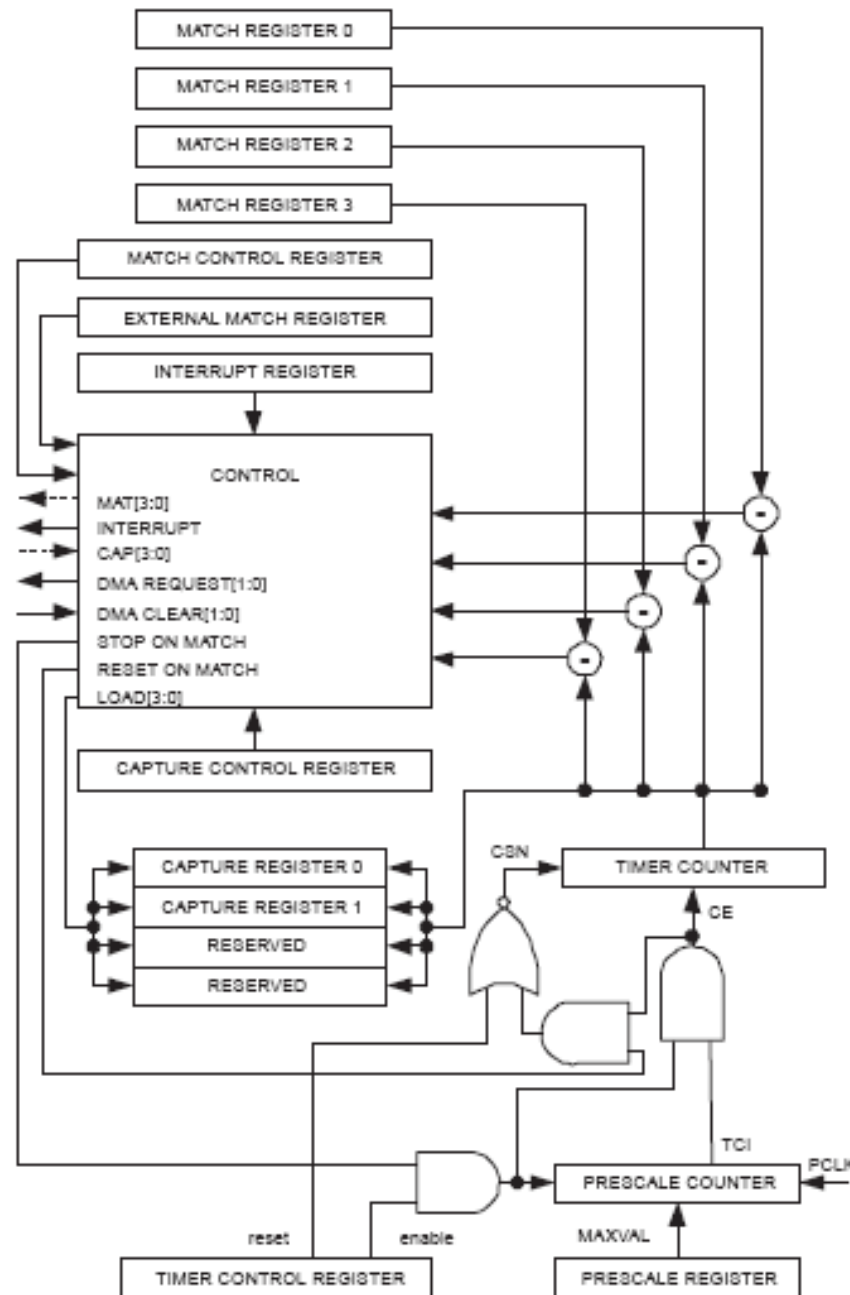 MATCH REGISTER 0
MATCH REGISTER 1
MATCH REGISTER 2
MATCH REGISTER 3
MATCH CONTROL REGISTER
EXTERNAL MATCH REGISTER
INTERRUPT REGISTER
CONTROL
MAT[3:0]
INTERRUPT
CAP[3:0]
DMA REQUEST[1:0]
DMA CLEAR[1:0]
STOP ON MATCH
RESET ON MATCH
LOAD[3:0]
-
-
-
-
CAPTURE CONTROL REGISTER
CAPTURE REGISTER 0
CAPTURE REGISTER 1
RESERVED
RESERVED
CSN
TIMER COUNTER
CE
TCI
PCLK
PRESCALE COUNTER
reset
enable
MAXVAL
TIMER CONTROL REGISTER
PRESCALE REGISTER